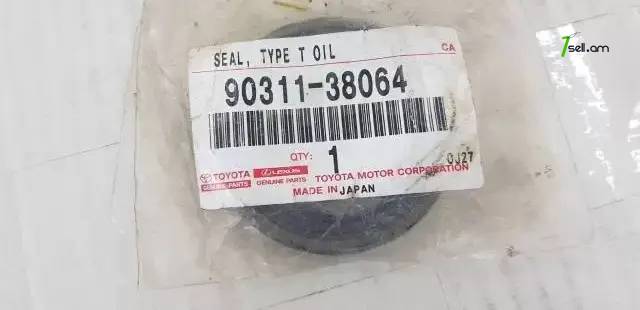 1sell.am
SEAL, TYPE T OIL
CA
90311-38064
QTY: 1
0J27
TOYOTA
GENUINE PARTS
LEXUS
GENUINE PARTS
TOYOTA MOTOR CORPORATION
MADE IN JAPAN